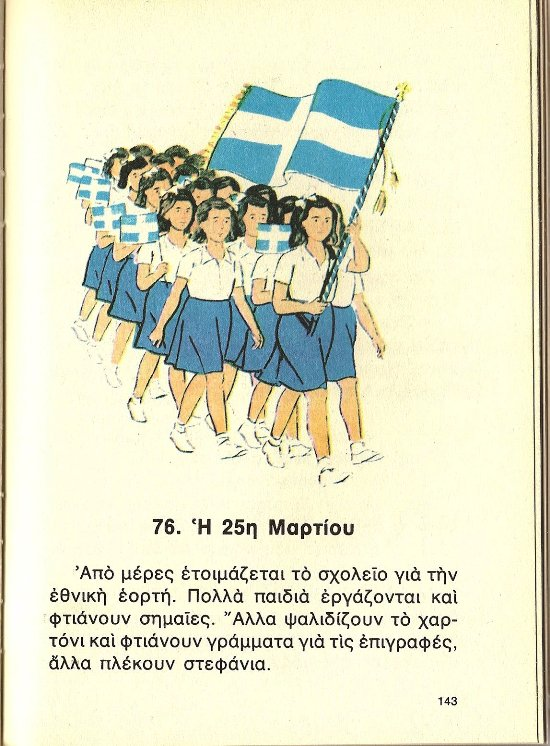 76. Ἡ 25η Μαρτίου
Ἀπὸ μέρες ἑτοιμάζεται τὸ σχολεῖο γιὰ τὴν
ἐθνικὴ ἑορτή. Πολλὰ παιδιὰ ἐργάζονται καὶ
φτιάνουν σημαῖες. Ἄλλα ψαλιδίζουν τὸ χαρ-
τόνι καὶ φτιάνουν γράμματα γιὰ τὶς ἐπιγραφές,
ἄλλα πλέκουν στεφάνια.
143